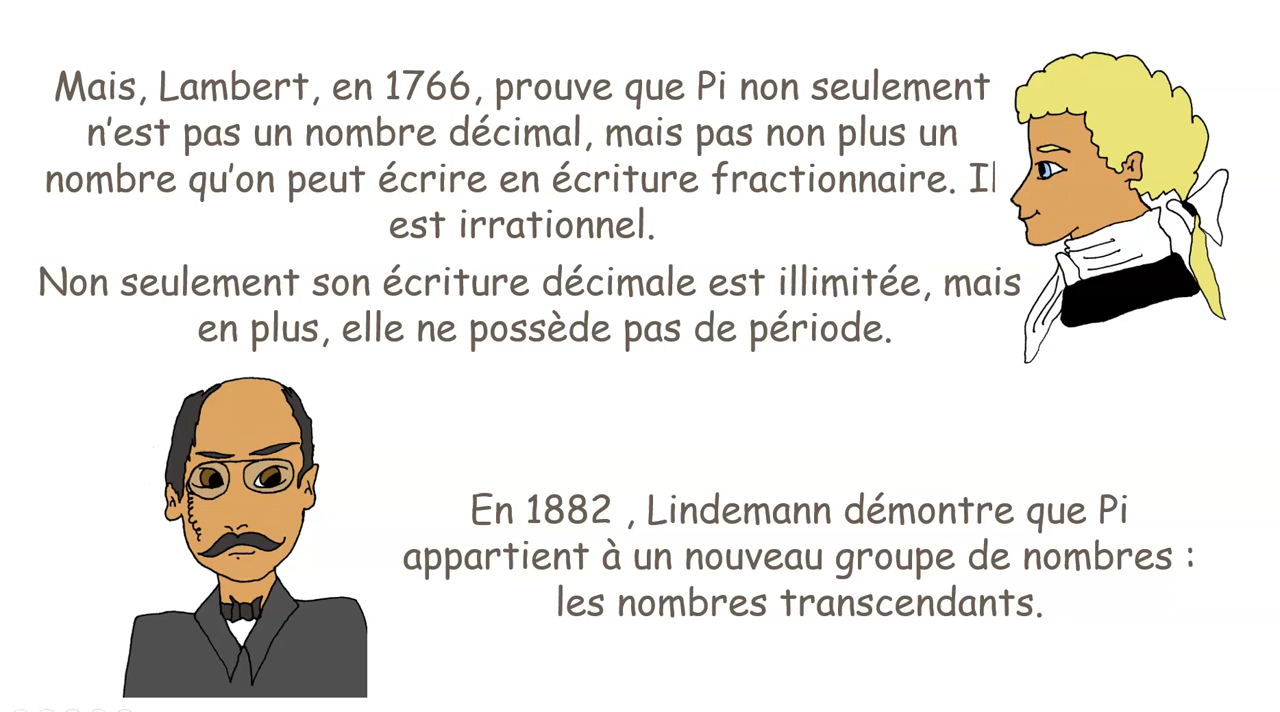 Mais, Lambert, en 1766, prouve que Pi non seulement
n'est pas un nombre décimal, mais pas non plus un
nombre qu'on peut écrire en écriture fractionnaire. Il
est irrationnel.
Non seulement son écriture décimale est illimitée, mais
en plus, elle ne possède pas de période.
En 1882 , Lindemann démontre que Pi
appartient à un nouveau groupe de nombres :
les nombres transcendants.